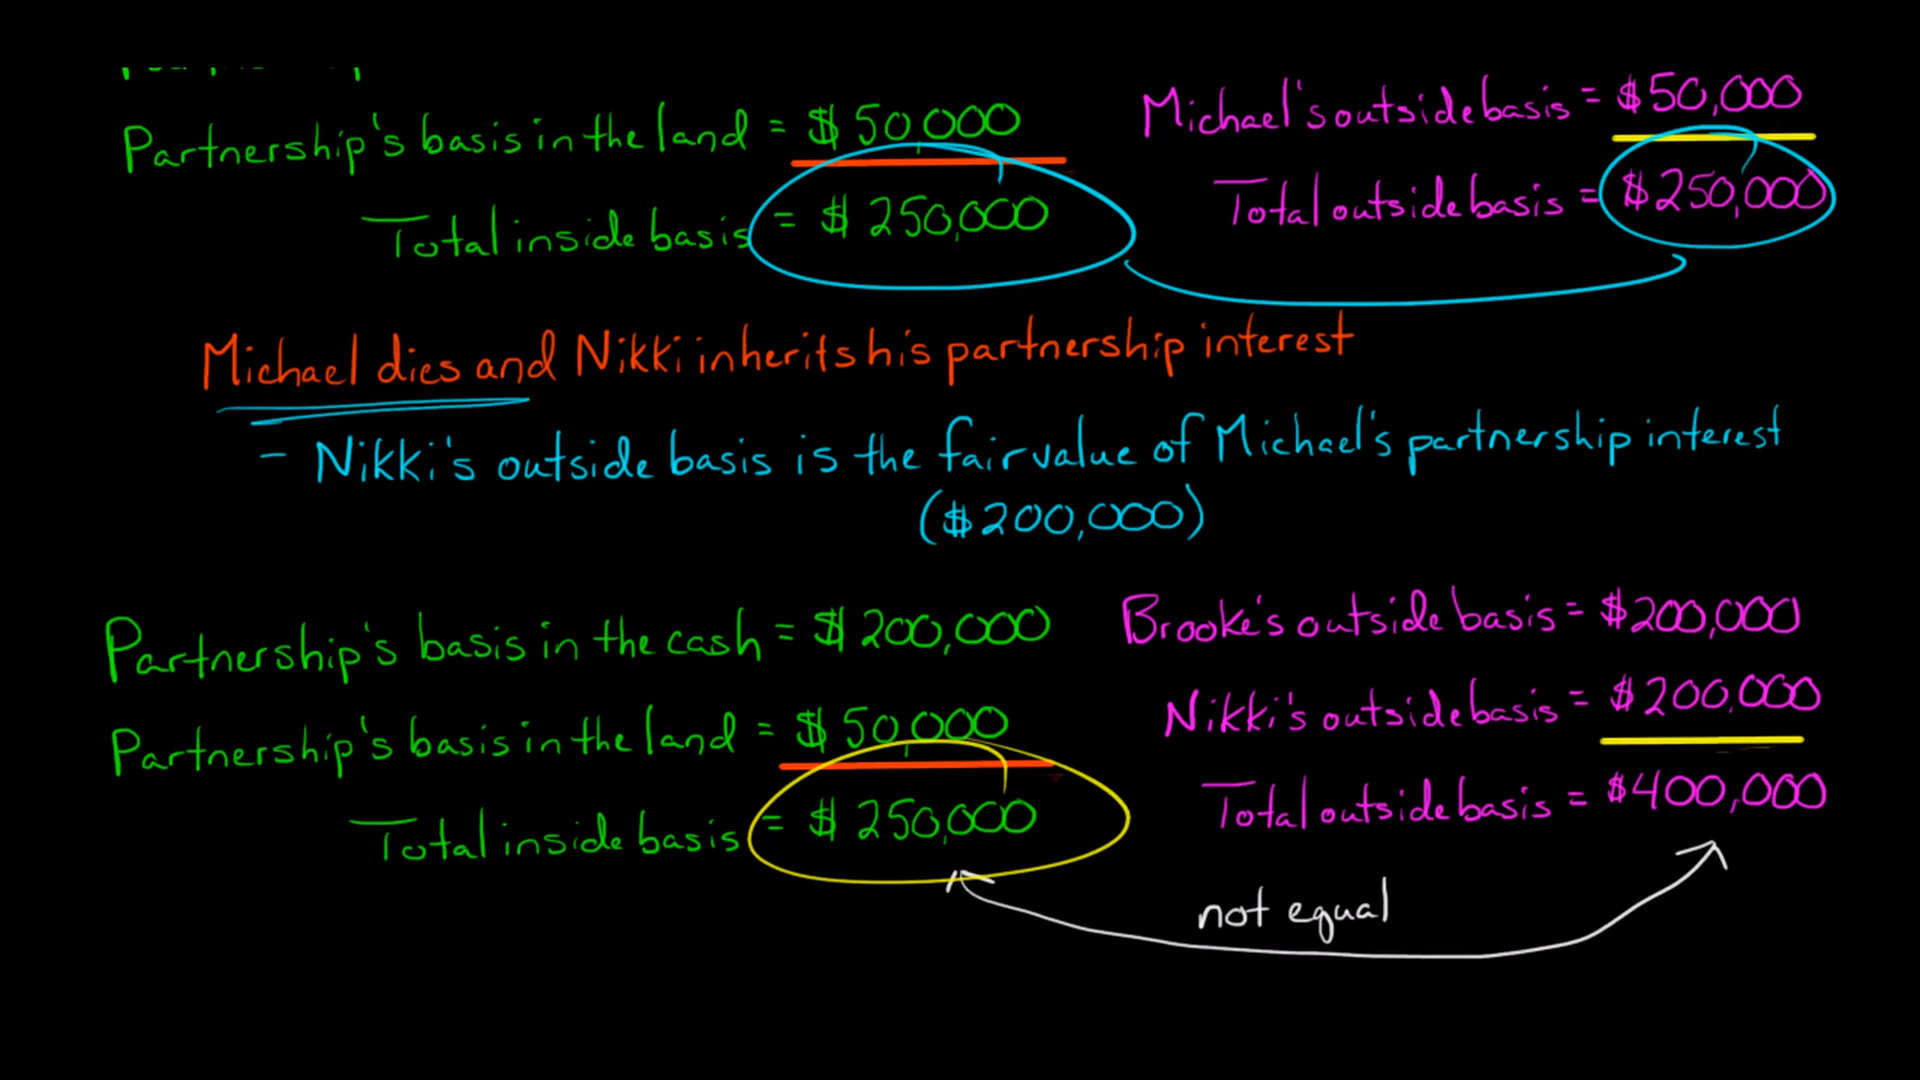 Partnership's basis in the land = $50,000
Total inside basis = $250,000
Michael's outside basis = $50,000
Total outside basis = $250,000
Michael dies and Nikki inherits his partnership interest
- Nikki's outside basis is the fair value of Michael's partnership interest
($200,000)
Partnership's basis in the cash = $200,000
Partnership's basis in the land = $50,000
Total inside basis = $250,000
Brooke's outside basis = $200,000
Nikki's outside basis = $200,000
Total outside basis = $400,000
not equal